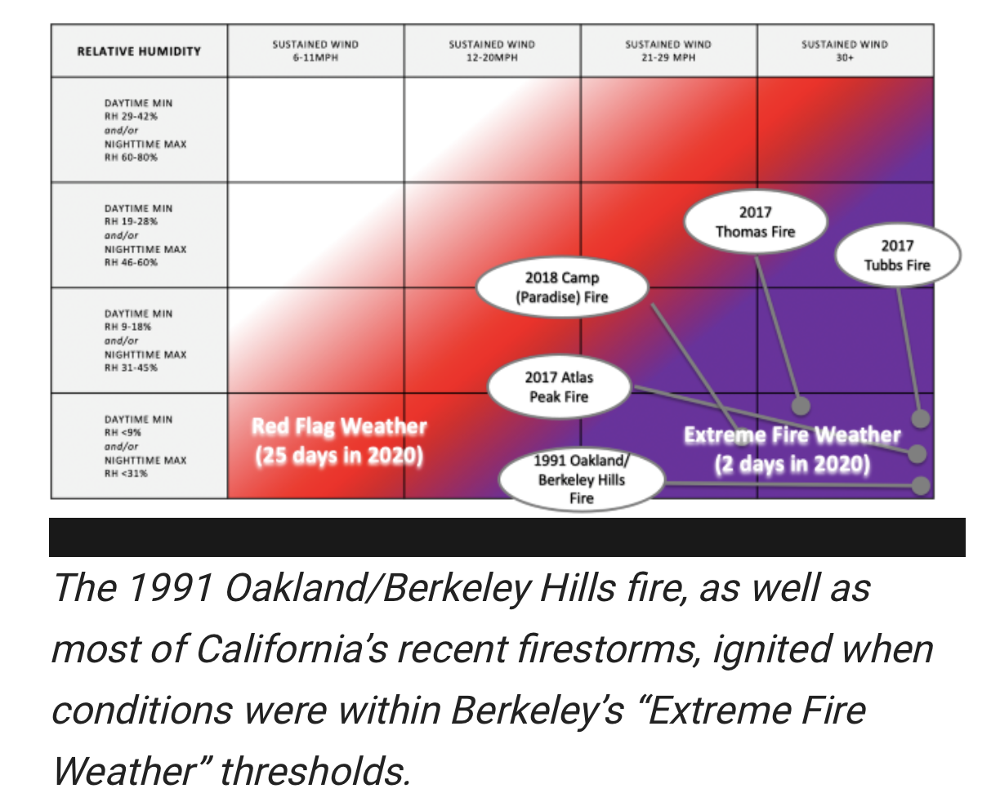 RELATIVE HUMIDITY
SUSTAINED WIND
6-11MPH
SUSTAINED WIND
12-20MPH
SUSTAINED WIND
21-29 MPH
SUSTAINED WIND
30+
DAYTIME MIN
RH 29-42%
and/or
NIGHTTIME MAX
RH 60-80%
DAYTIME MIN
RH 19-28%
and/or
NIGHTTIME MAX
RH 46-60%
2017
Thomas Fire
2017
Tubbs Fire
2018 Camp
(Paradise) Fire
DAYTIME MIN
RH 9-18%
and/or
NIGHTTIME MAX
RH 31-45%
2017 Atlas
Peak Fire
DAYTIME MIN
RH <9%
and/or
NIGHTTIME MAX
RH <31%
Red Flag Weather
(25 days in 2020)
Extreme Fire Weather
(2 days in 2020)
1991 Oakland/
Berkeley Hills
Fire
The 1991 Oakland/Berkeley Hills fire, as well as
most of California’s recent firestorms, ignited when
conditions were within Berkeley’s “Extreme Fire
Weather” thresholds.